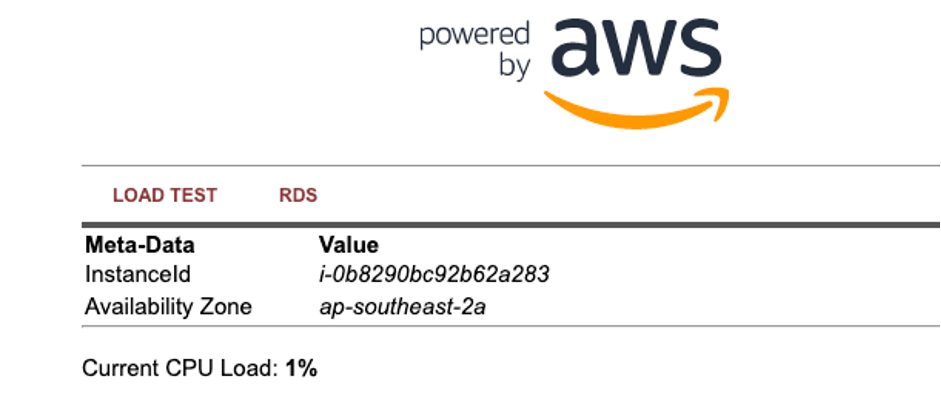 powered
by aws
LOAD TEST RDS
Meta-Data Value
InstanceId i-0b8290bc92b62a283
Availability Zone ap-southeast-2a
Current CPU Load: 1%